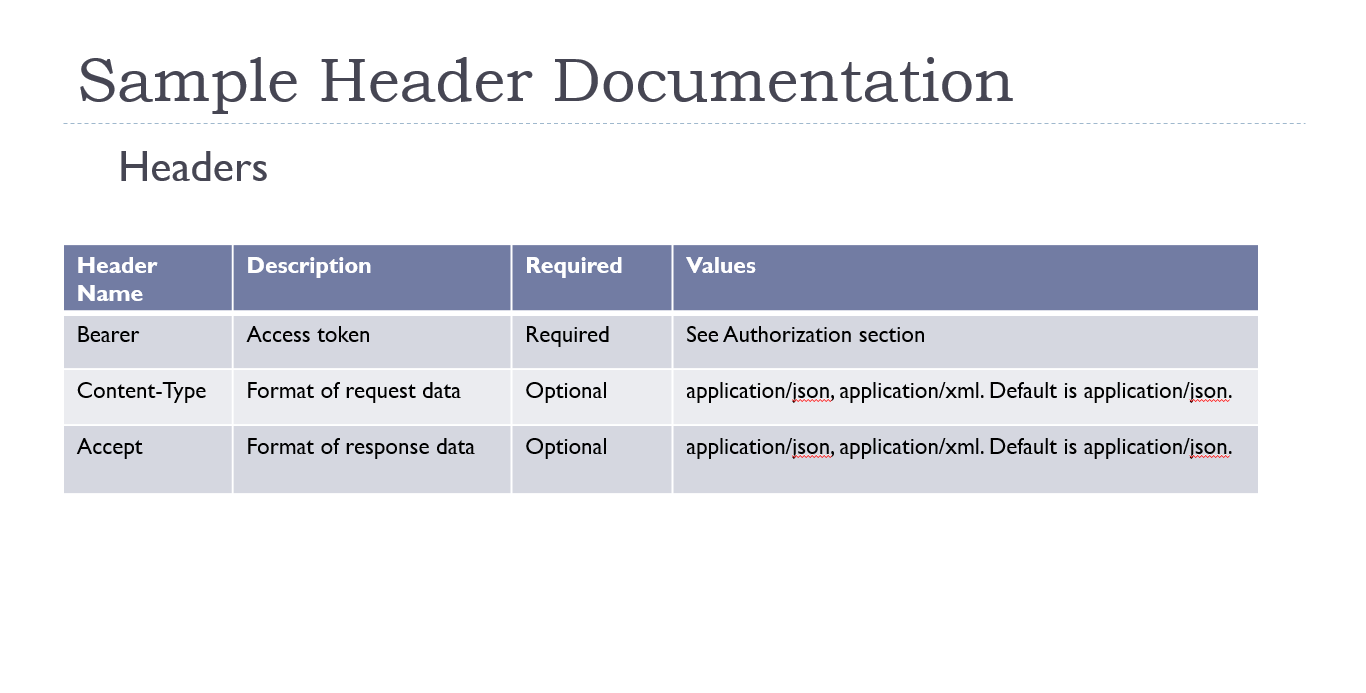 Sample Header Documentation
Headers
Header Name Description Required Values
Bearer Access token Required See Authorization section
Content-Type Format of request data Optional application/json, application/xml. Default is application/json.
Accept Format of response data Optional application/json, application/xml. Default is application/json.